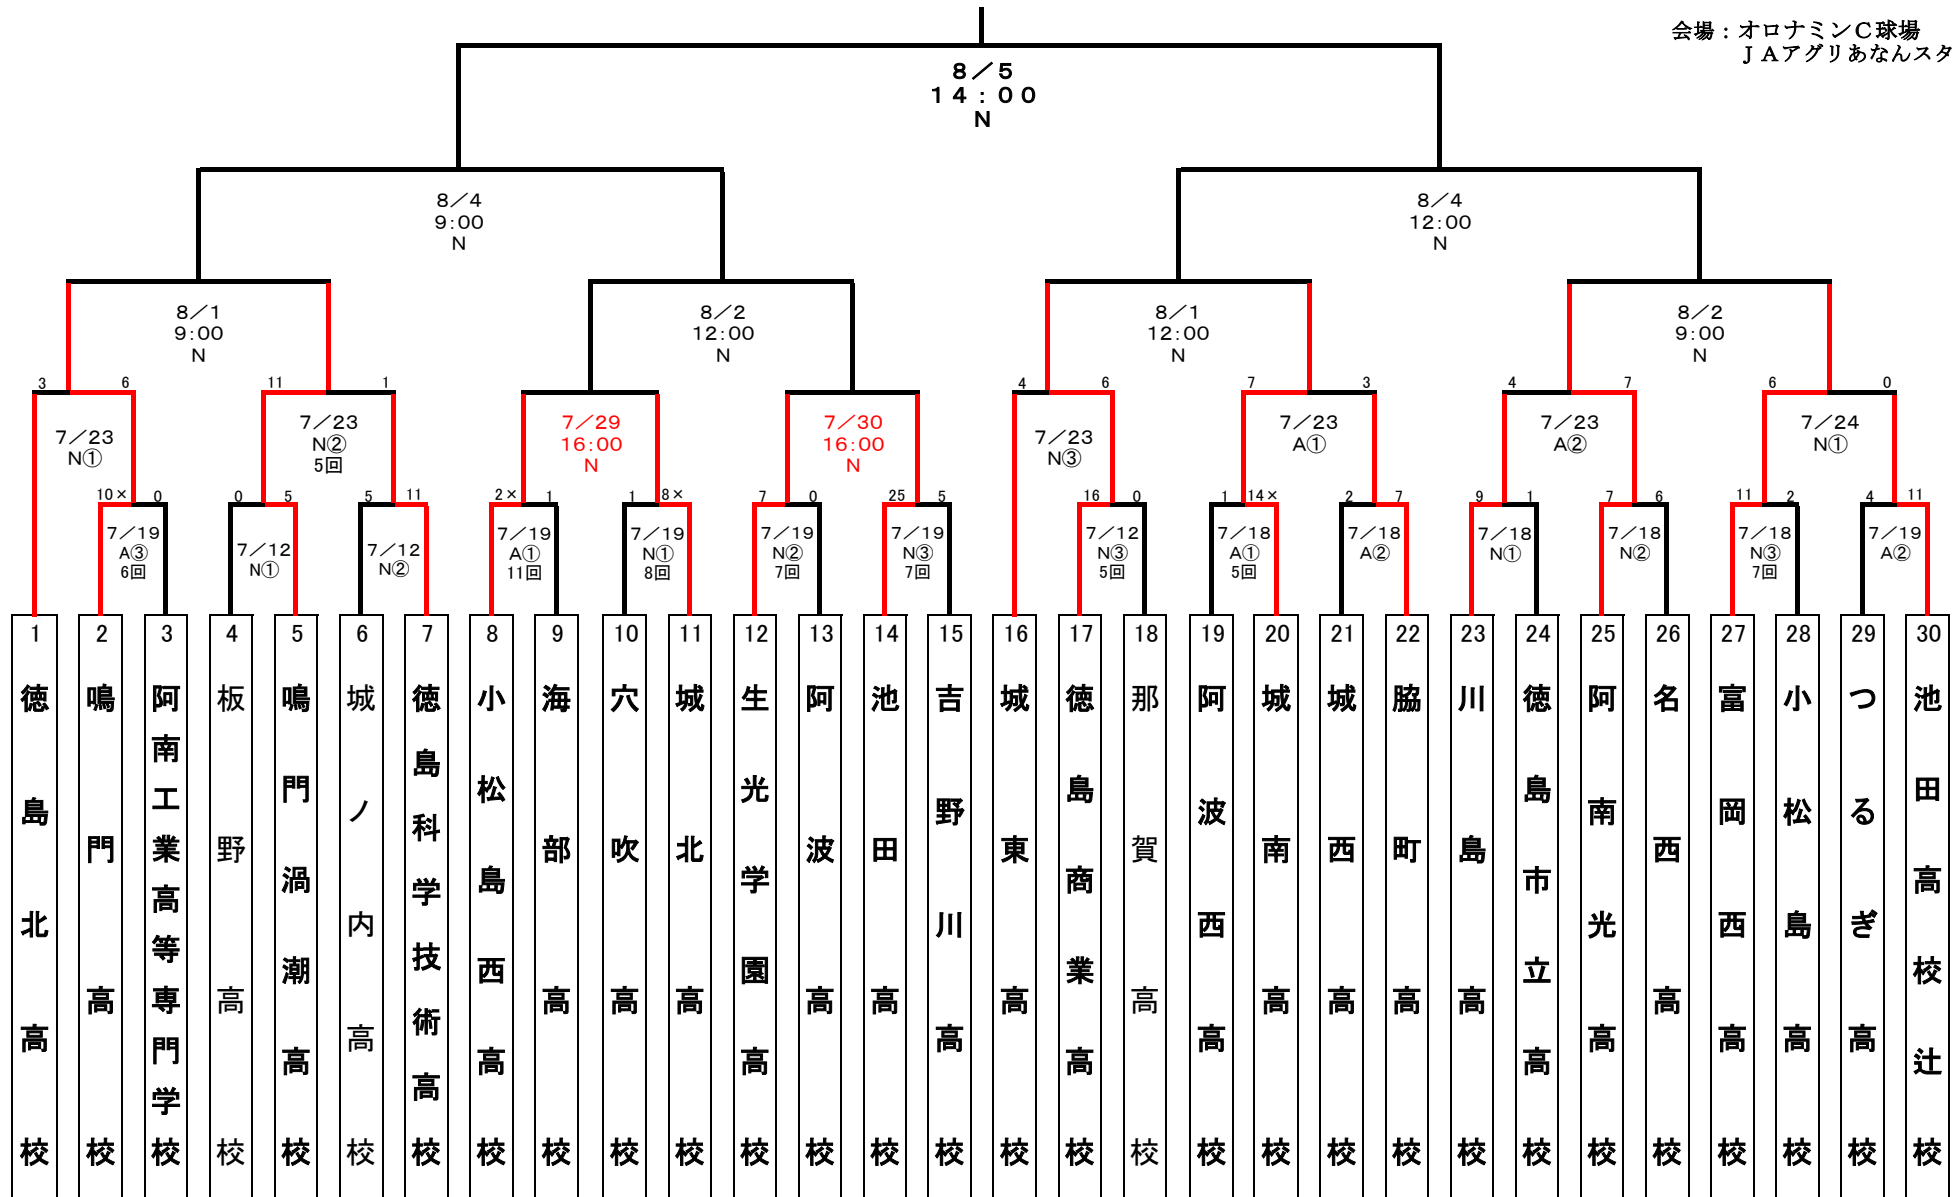 会場：オロナミンＣ球場
ＪＡアグリあなんスタ
8／5
14：00
N
8／4
9:00
N
8／4
12:00
N
8／1
9:00
N
8／2
12:00
N
8／1
12:00
N
8／2
9:00
N
3 6 11 1 4 6 7 3 4 7 6 0
7／23
N①
7／23
N②
5回
7／29
16:00
N
7／30
16:00
N
7／23
N③
7／23
A①
7／23
A②
7／24
N①
10× 0 0 5 5 11 2× 1 1 8× 7 0 25 5 16 0 1 14× 2 7 9 1 7 6 11 2 4 11
7／19
A③
6回
7／12
N①
7／12
N②
7／19
A①
11回
7／19
N①
8回
7／19
N②
7回
7／19
N③
7回
7／12
N③
5回
7／18
A①
5回
7／18
A②
7／18
N①
7／18
N②
7／18
N③
7回
7／19
A②
1 徳島北高校
2 鳴門高校
3 阿南工業高等専門学校
4 板野高校
5 鳴門渦潮高校
6 城ノ内高校
7 徳島科学技術高校
8 小松島西高校
9 海部高校
10 穴吹高校
11 城北高校
12 生光学園高校
13 阿波高校
14 池田高校
15 吉野川高校
16 城東高校
17 徳島商業高校
18 那賀高校
19 阿波西高校
20 城南高校
21 城西高校
22 脇町高校
23 川島高校
24 徳島市立高校
25 阿南光高校
26 名西高校
27 富岡西高校
28 小松島高校
29 つるぎ高校
30 池田高校辻校